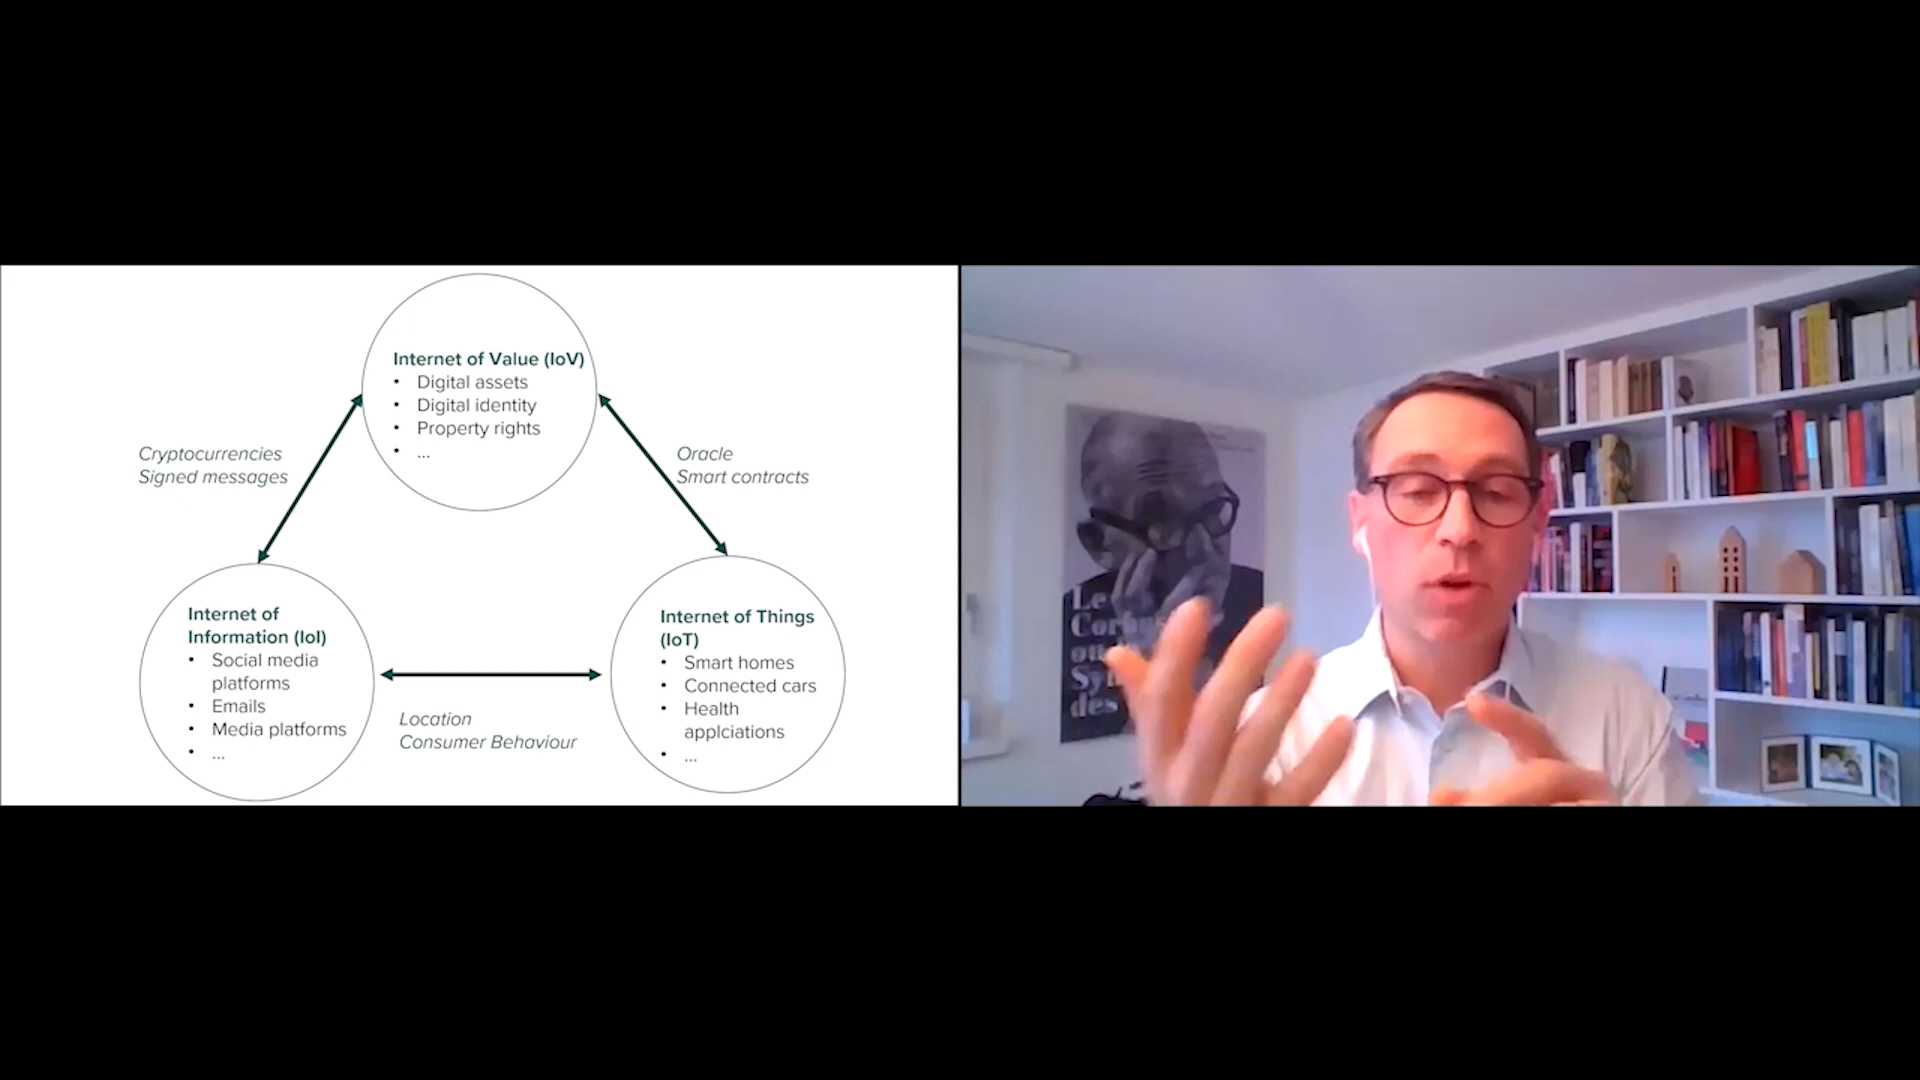 Internet of Value (IoV)
• Digital assets
• Digital identity
• Property rights
• ...
Cryptocurrencies
Signed messages
Oracle
Smart contracts
Internet of
Information (IoI)
• Social media
platforms
• Emails
• Media platforms
• ...
Internet of Things
(IoT)
• Smart homes
• Connected cars
• Health
applciations
• ...
Location
Consumer Behaviour
Le
des